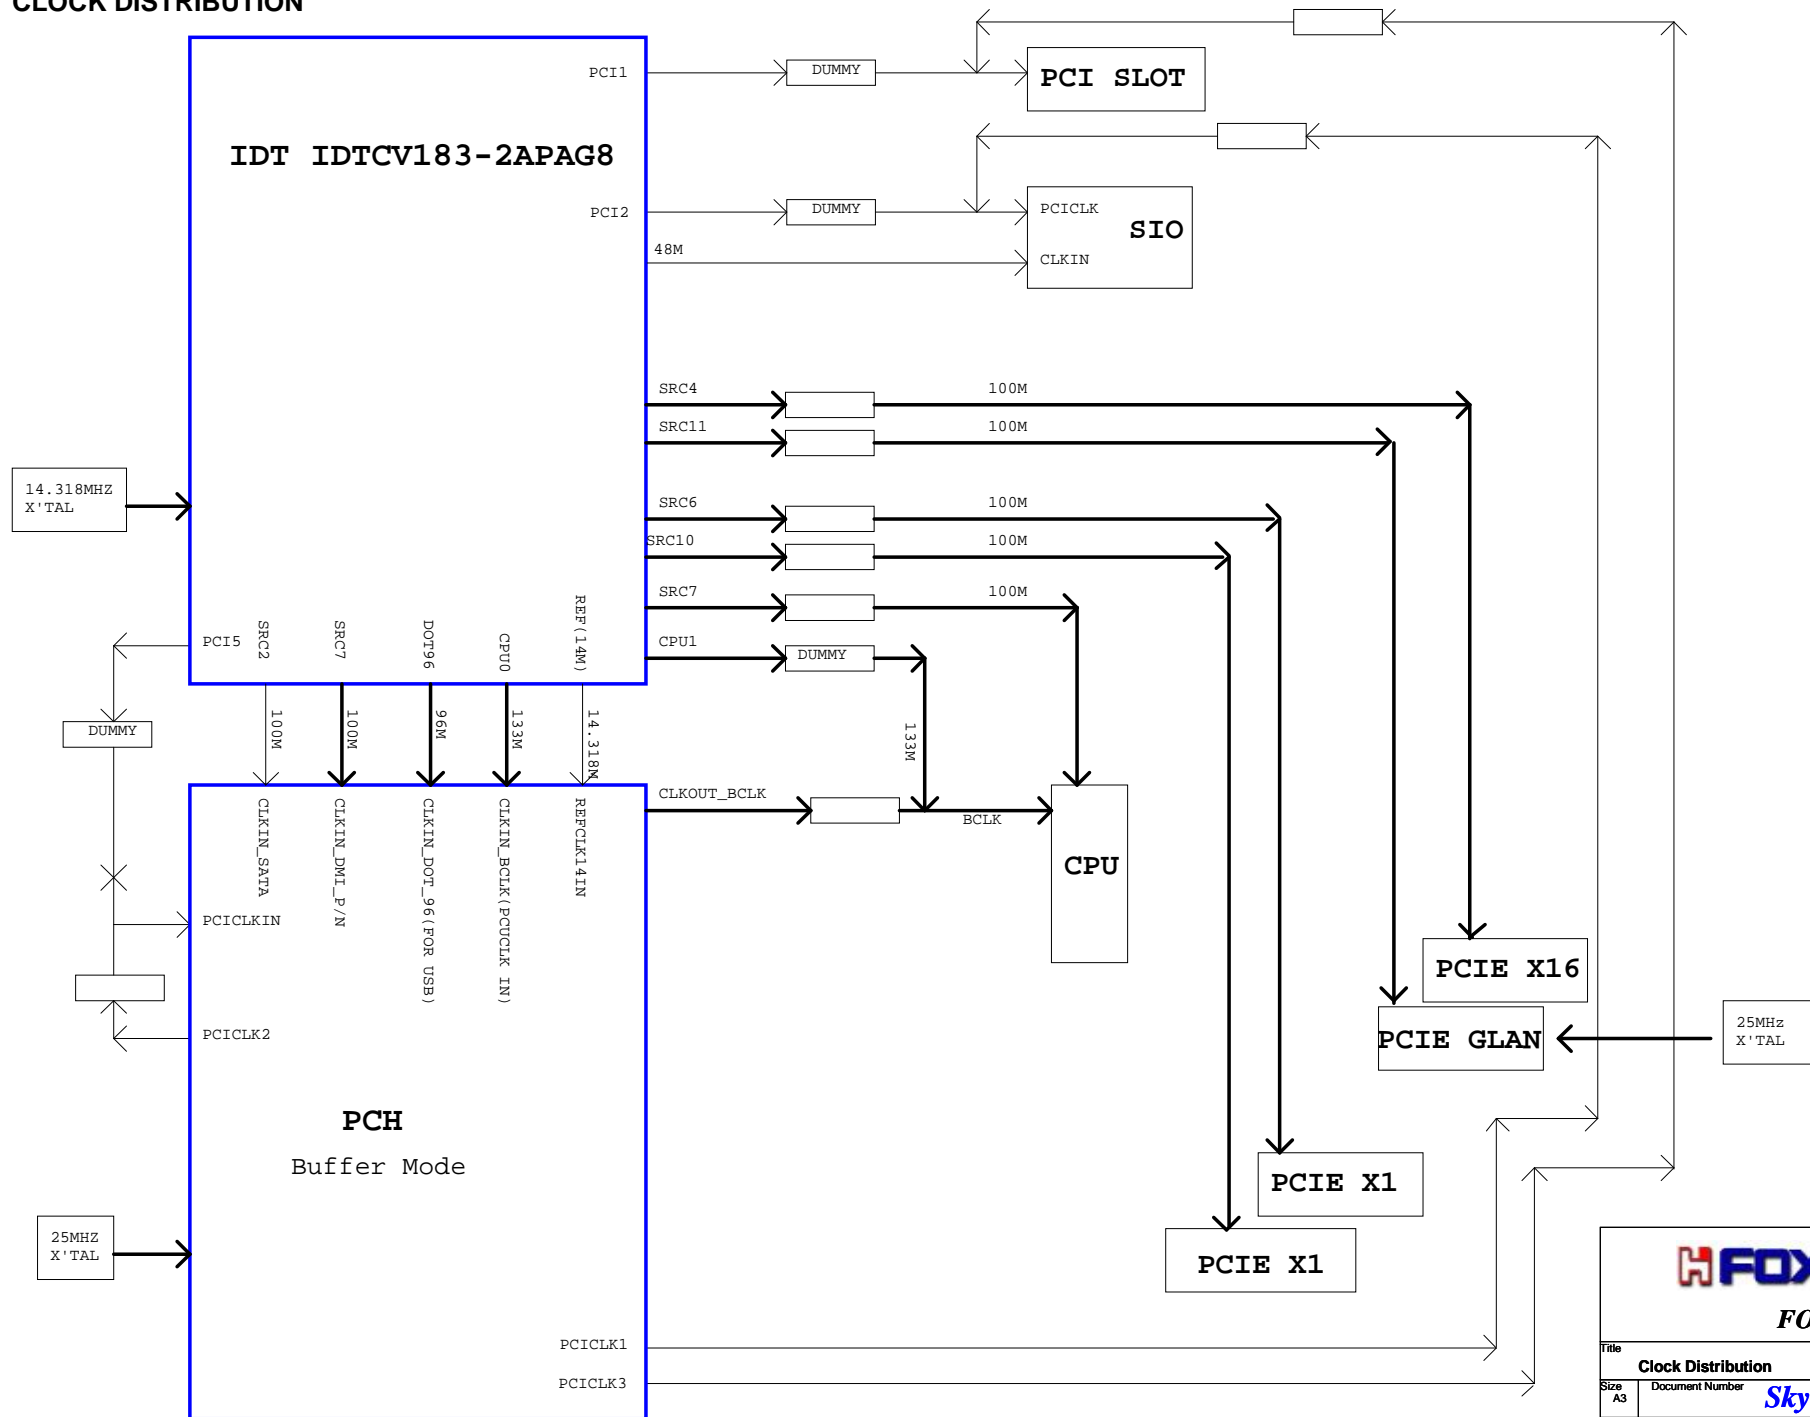 CLOCK DISTRIBUTION
PCI1
DUMMY
PCI SLOT
IDT IDTCV183-2APAG8
PCI2
DUMMY
PCICLK
SIO
48M
CLKIN
SRC4
100M
SRC11
100M
14.318MHZ
X'TAL
SRC6
100M
SRC10
100M
SRC7
100M
CPU1
DUMMY
PCI5
SRC2
SRC7
DOT96
CPU0
REF(14M)
DUMMY
100M
100M
96M
133M
14.318M
133M
CLKOUT_BCLK
BCLK
CPU
CLKIN_SATA
CLKIN_DMI_P/N
CLKIN_DOT_96(FOR USB)
CLKIN_BCLK(PCUCLK IN)
REFCLK14IN
PCICLKIN
PCICLK2
PCIE X16
PCIE GLAN
25MHz
X'TAL
PCH
Buffer Mode
PCIE X1
PCIE X1
25MHZ
X'TAL
PCICLK1
PCICLK3
FOX
FO
Title
Clock Distribution
Size
A3
Document Number
Sky